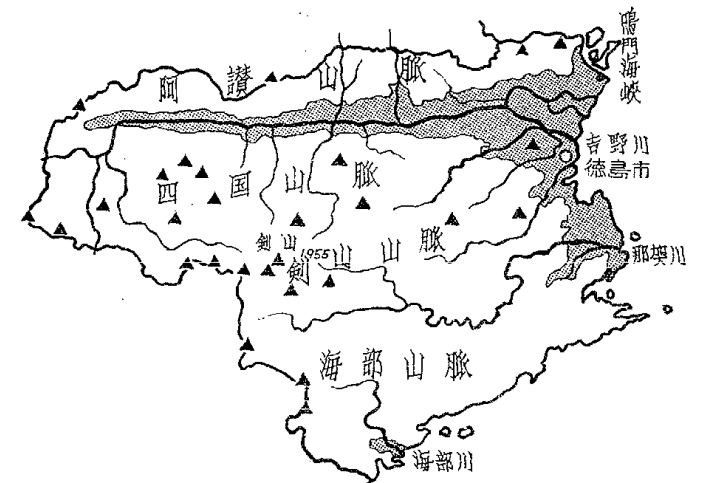 鳴門海峡
阿讃山脈
吉野川
徳島市
四国山脈
剣山
1955
剣山山脈
那賀川
海部山脈
海部川